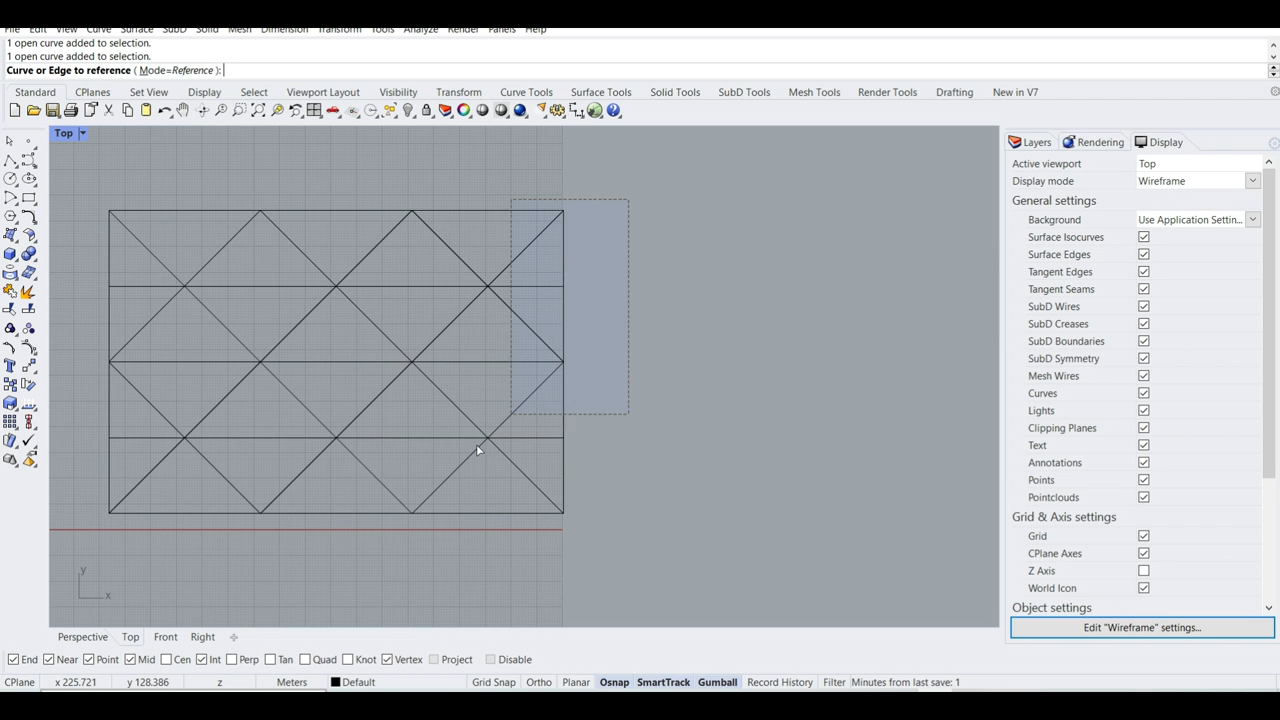 File Edit View Curve Surface SubD Solid Mesh Dimension Transform Tools Analyze Render Panels Help
1 open curve added to selection.
1 open curve added to selection.
Curve or Edge to reference ( Mode=Reference ):
Standard CPlanes Set View Display Select Viewport Layout Visibility Transform Curve Tools Surface Tools Solid Tools SubD Tools Mesh Tools Render Tools Drafting New in V7
Top
Layers Rendering Display
Active viewport Top
Display mode Wireframe
General settings
Background Use Application Settin...
Surface Isocurves
Surface Edges
Tangent Edges
Tangent Seams
SubD Wires
SubD Creases
SubD Boundaries
SubD Symmetry
Mesh Wires
Curves
Lights
Clipping Planes
Text
Annotations
Points
Pointclouds
Grid & Axis settings
Grid
CPlane Axes
Z Axis
World Icon
Object settings
Edit "Wireframe" settings...
y
x
Perspective Top Front Right
End Near Point Mid Cen Int Perp Tan Quad Knot Vertex Project Disable
CPlane x 225.721 y 128.386 z Meters Default Grid Snap Ortho Planar Osnap SmartTrack Gumball Record History Filter Minutes from last save: 1